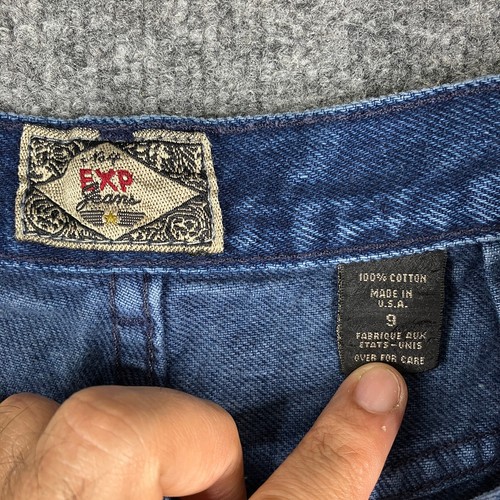 EXP
jeans
100% COTTON
MADE IN
U.S.A.
9
FABRIQUE AUX
ETATS-UNIS
OVER FOR CARE